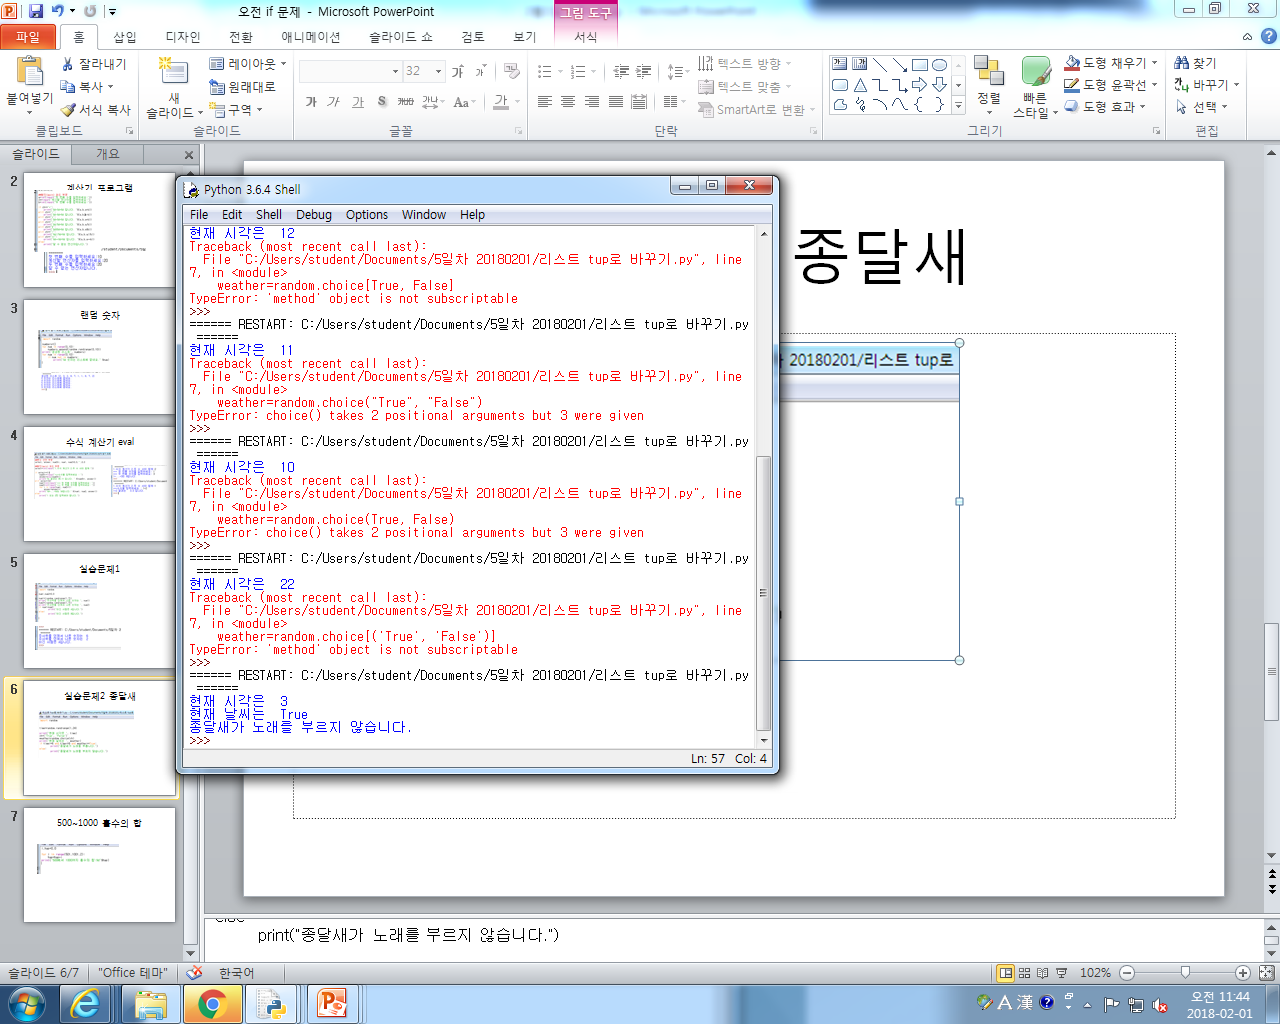 오전 if 문제 - Microsoft PowerPoint
그림 도구
파일 홈 삽입 디자인 전환 애니메이션 슬라이드 쇼 검토 보기 서식
붙여넣기
잘라내기
복사
서식 복사
클립보드
새
슬라이드
레이아웃
원래대로
구역
슬라이드
32
가 가 가 S 가나 Aa 가
글꼴
텍스트 방향
텍스트 맞춤
SmartArt로 변환
단락
정렬
빠른
스타일
도형 채우기
도형 윤곽선
도형 효과
그리기
찾기
바꾸기
선택
편집
슬라이드 개요
2
계산기 프로그램
3
랜덤 숫자
4
수식 계산기 eval
5
실습문제1
6
실습문제2 종달새
7
500~1000 홀수의 합
종달새
20180201/리스트 tup로
Python 3.6.4 Shell
File Edit Shell Debug Options Window Help
현재 시각은  12
Traceback (most recent call last):
  File "C:/Users/student/Documents/5일차 20180201/리스트 tup로 바꾸기.py", line
7, in <module>
    weather=random.choice[True, False]
TypeError: 'method' object is not subscriptable
>>>
====== RESTART: C:/Users/student/Documents/5일차 20180201/리스트 tup로 바꾸기.py
 ======
현재 시각은  11
Traceback (most recent call last):
  File "C:/Users/student/Documents/5일차 20180201/리스트 tup로 바꾸기.py", line
7, in <module>
    weather=random.choice("True", "False")
TypeError: choice() takes 2 positional arguments but 3 were given
>>>
====== RESTART: C:/Users/student/Documents/5일차 20180201/리스트 tup로 바꾸기.py
 ======
현재 시각은  10
Traceback (most recent call last):
  File "C:/Users/student/Documents/5일차 20180201/리스트 tup로 바꾸기.py", line
7, in <module>
    weather=random.choice(True, False)
TypeError: choice() takes 2 positional arguments but 3 were given
>>>
====== RESTART: C:/Users/student/Documents/5일차 20180201/리스트 tup로 바꾸기.py
 ======
현재 시각은  22
Traceback (most recent call last):
  File "C:/Users/student/Documents/5일차 20180201/리스트 tup로 바꾸기.py", line
7, in <module>
    weather=random.choice[('True', 'False')]
TypeError: 'method' object is not subscriptable
>>>
====== RESTART: C:/Users/student/Documents/5일차 20180201/리스트 tup로 바꾸기.py
 ======
현재 시각은  3
현재 날씨는  True
종달새가 노래를 부르지 않습니다.
>>>
Ln: 57 Col: 4
else
print("종달새가 노래를 부르지 않습니다.")
슬라이드 6/7 "Office 테마" 한국어 102%
A 漢
오전 11:44
2018-02-01